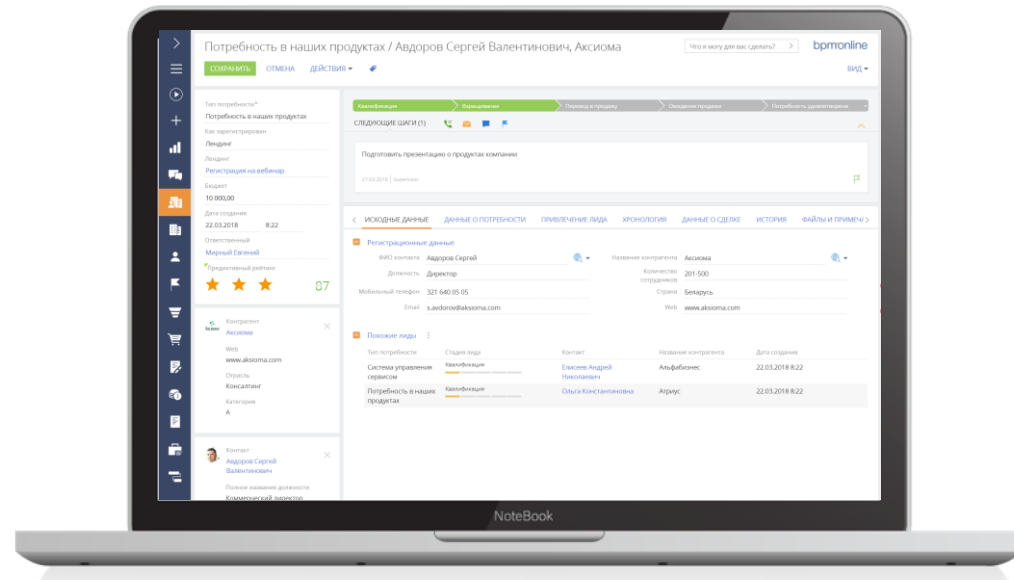 Потребность в наших продуктах / Авдоров Сергей Валентинович, Аксиома
Что я могу для вас сделать? >
bpmonline
СОХРАНИТЬ ОТМЕНА ДЕЙСТВИЯ
ВИД
Тип потребности*
Потребность в наших продуктах
Как зарегистрирован
Лендинг
Лендинг
Регистрация на вебинар
Бюджет
10 000,00
Дата создания
22.03.2018 8:22
Ответственный
Мирный Евгений
Предиктивный рейтинг
87
Контрагент
Аксиома
Web
www.aksioma.com
Отрасль
Консалтинг
Категория
A
Контакт
Авдоров Сергей
Валентинович
Полное название должности
Коммерческий директор
Квалификация Взращивание Перевод в продажу Ожидание продажи Потребность удовлетворена
СЛЕДУЮЩИЕ ШАГИ (1)
Подготовить презентацию о продуктах компании
27.03.2018 | Supervisor
< ИСХОДНЫЕ ДАННЫЕ ДАННЫЕ О ПОТРЕБНОСТИ ПРИВЛЕЧЕНИЕ ЛИДА ХРОНОЛОГИЯ ДАННЫЕ О СДЕЛКЕ ИСТОРИЯ ФАЙЛЫ И ПРИМЕЧ >
Регистрационные данные
ФИО контакта Авдоров Сергей Название контрагента Аксиома
Должность Директор Количество сотрудников 201-500
Мобильный телефон 321 640 05 05 Страна Беларусь
Email s.avdorov@aksioma.com Web www.aksioma.com
Похожие лиды
Тип потребности Стадия лида Контакт Название контрагента Дата создания
Система управления сервисом Квалификация Елисеев Андрей Николаевич Альфабизнес 22.03.2018 8:22
Потребность в наших продуктах Квалификация Ольга Константиновна Атриус 22.03.2018 8:22
NoteBook